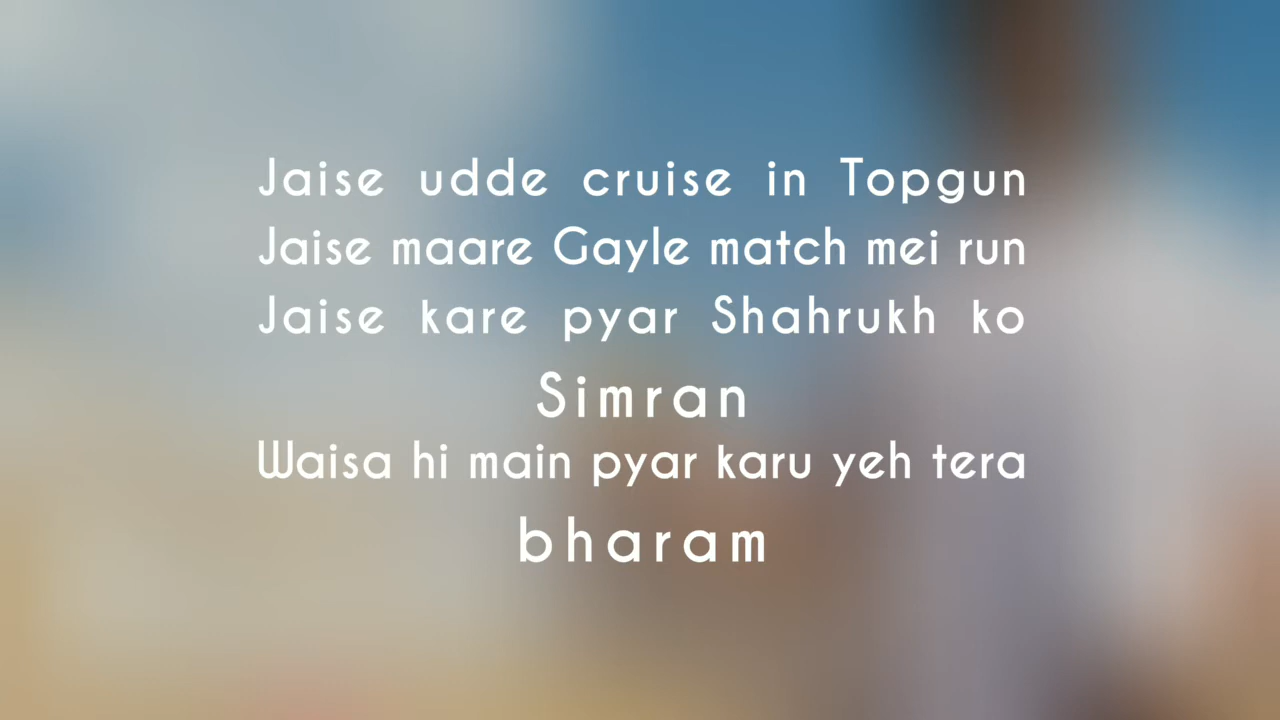 Jaise udde cruise in Topgun
Jaise maare Gayle match mei run
Jaise kare pyar Shahrukh ko
Simran
Waisa hi main pyar karu yeh tera
bharam